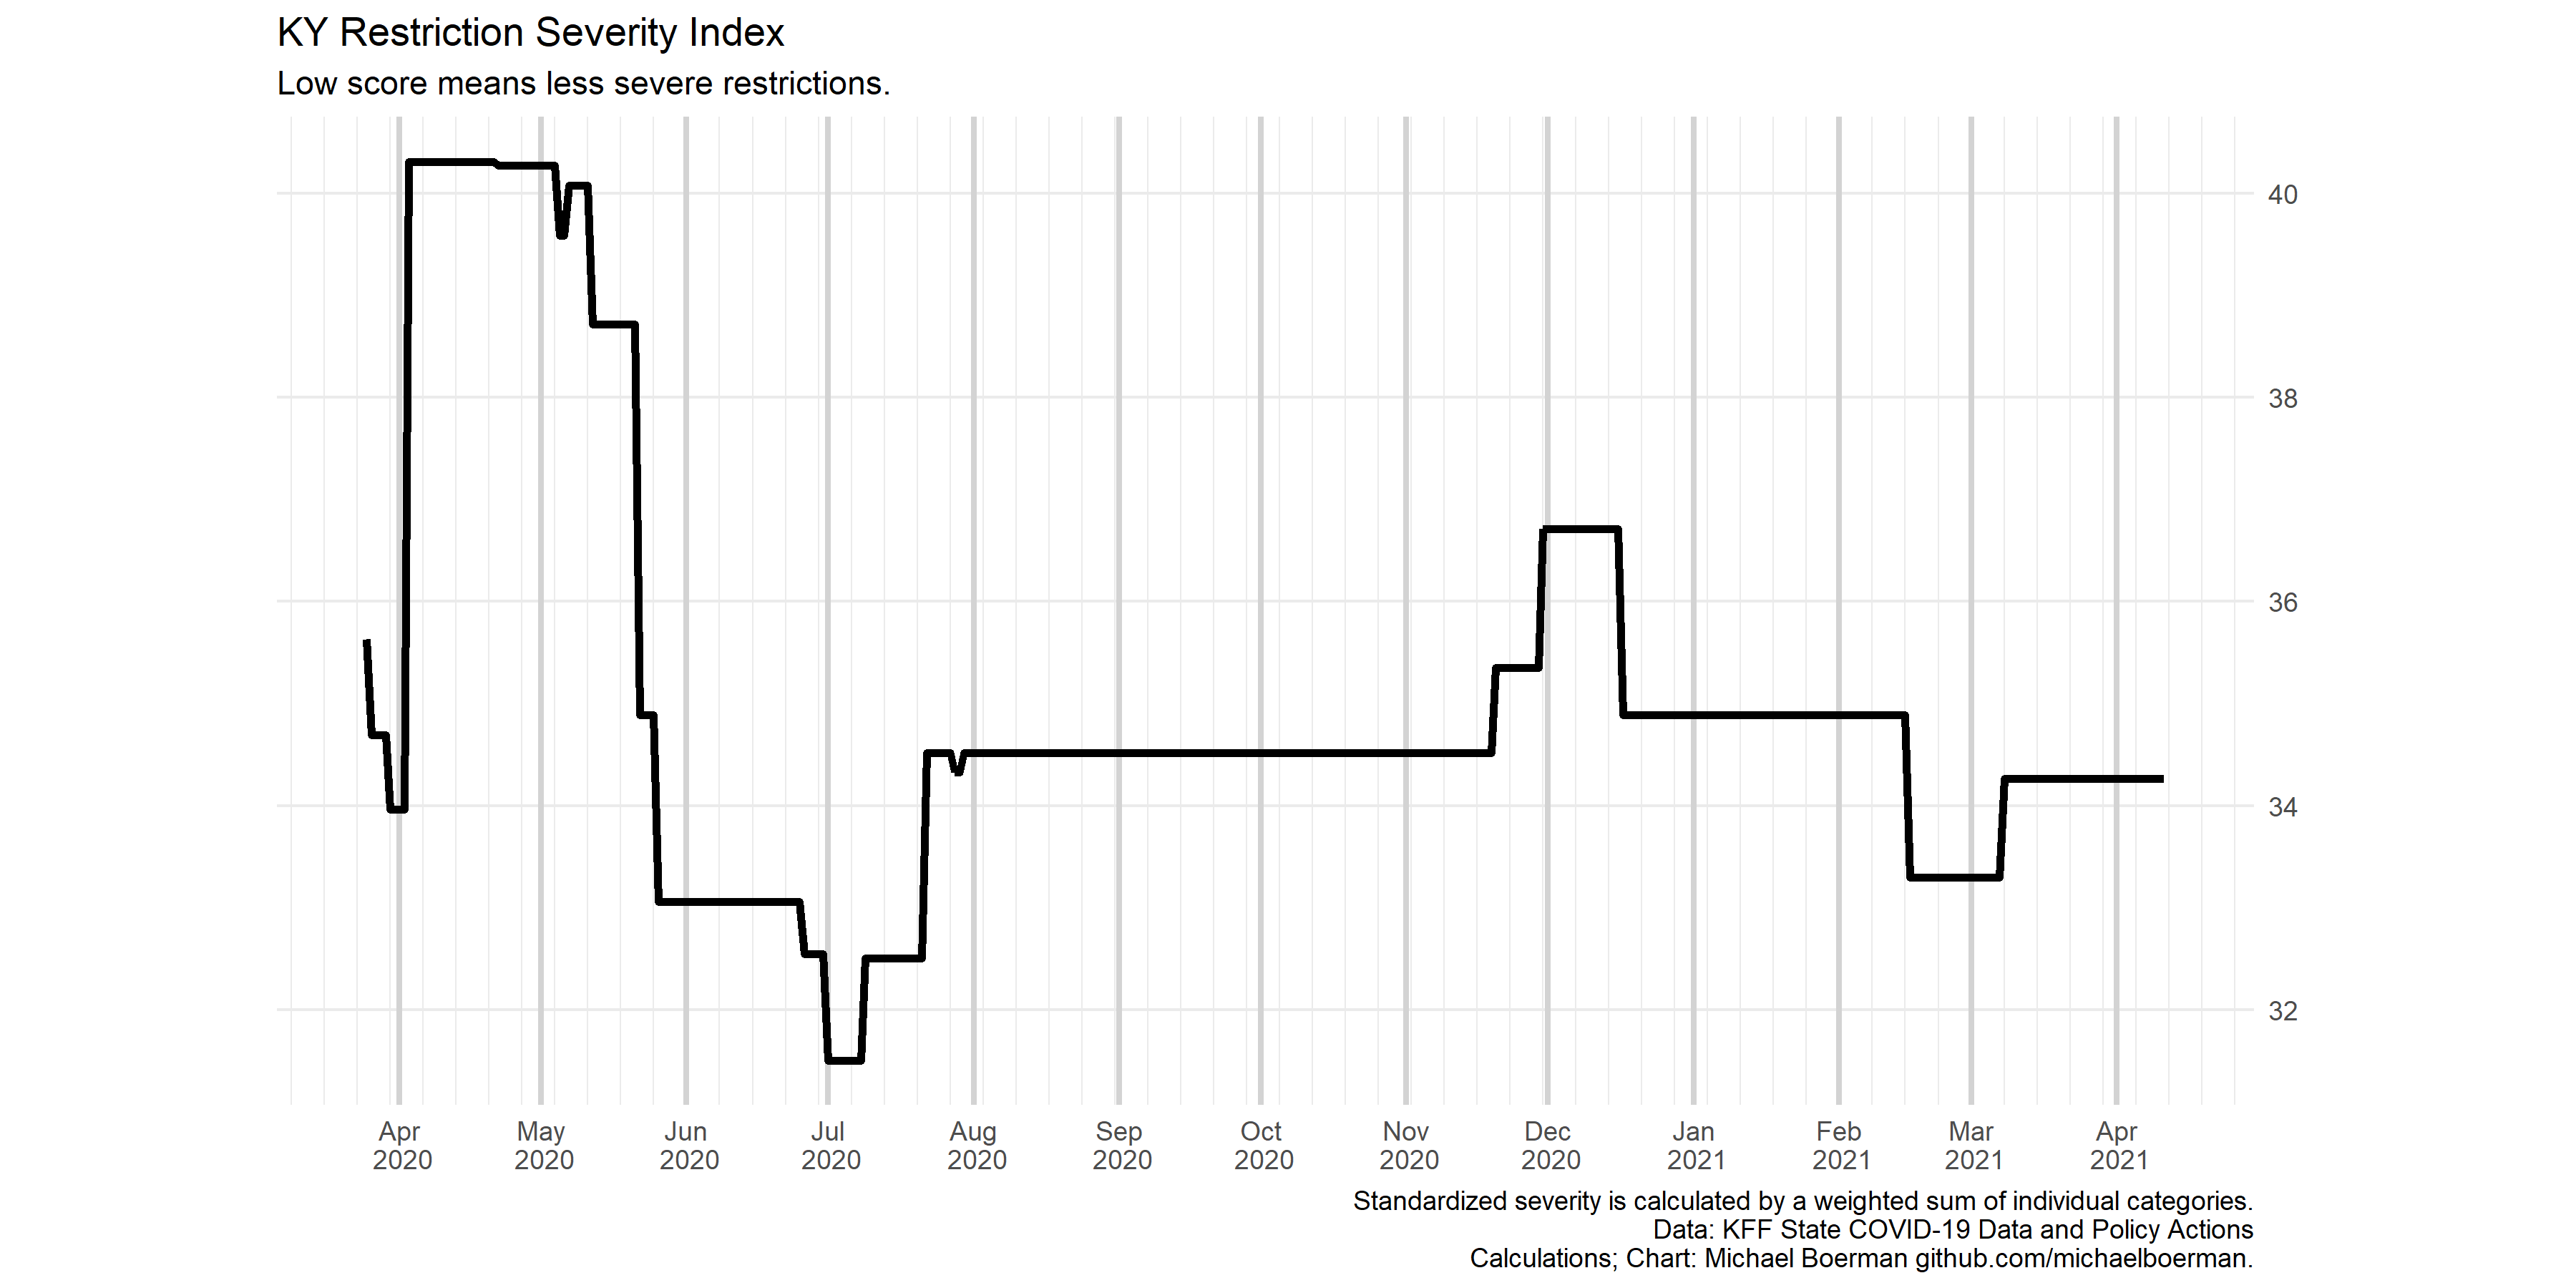 KY Restriction Severity Index
Low score means less severe restrictions.
40
38
36
34
32
Apr May Jun Jul Aug Sep Oct Nov Dec Jan Feb Mar Apr
2020 2020 2020 2020 2020 2020 2020 2020 2020 2021 2021 2021 2021
Standardized severity is calculated by a weighted sum of individual categories.
Data: KFF State COVID-19 Data and Policy Actions
Calculations; Chart: Michael Boerman github.com/michaelboerman.